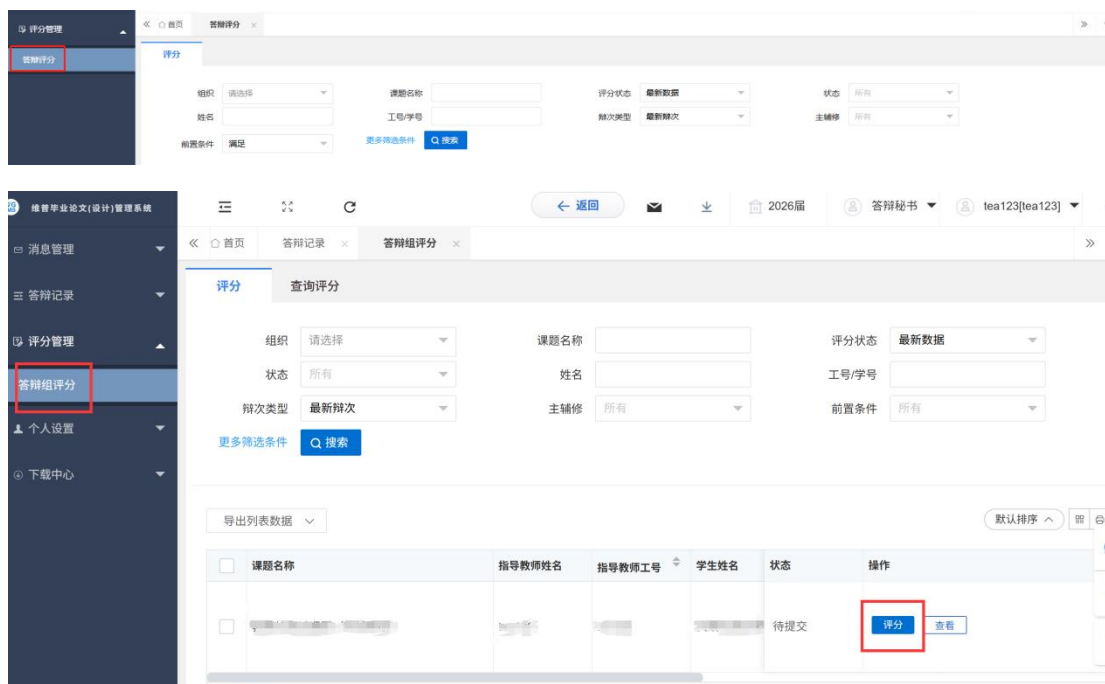 评分管理 首页 答辩评分
答辩评分 评分
组织 请选择 课题名称 评分状态 最新数据 状态 所有
姓名 工号/学号 辩次类型 最新辩次 主辅修 所有
前置条件 满足 更多筛选条件 搜索
维普毕业论文(设计)管理系统 返回 2026届 答辩秘书 tea123[tea123]
消息管理 首页 答辩记录 答辩组评分
答辩记录 评分 查询评分
评分管理 组织 请选择 课题名称 评分状态 最新数据
答辩组评分 状态 所有 姓名 工号/学号
辩次类型 最新辩次 主辅修 所有 前置条件 所有
个人设置 更多筛选条件 搜索
下载中心
导出列表数据 默认排序
课题名称 指导教师姓名 指导教师工号 学生姓名 状态 操作
待提交 评分 查看